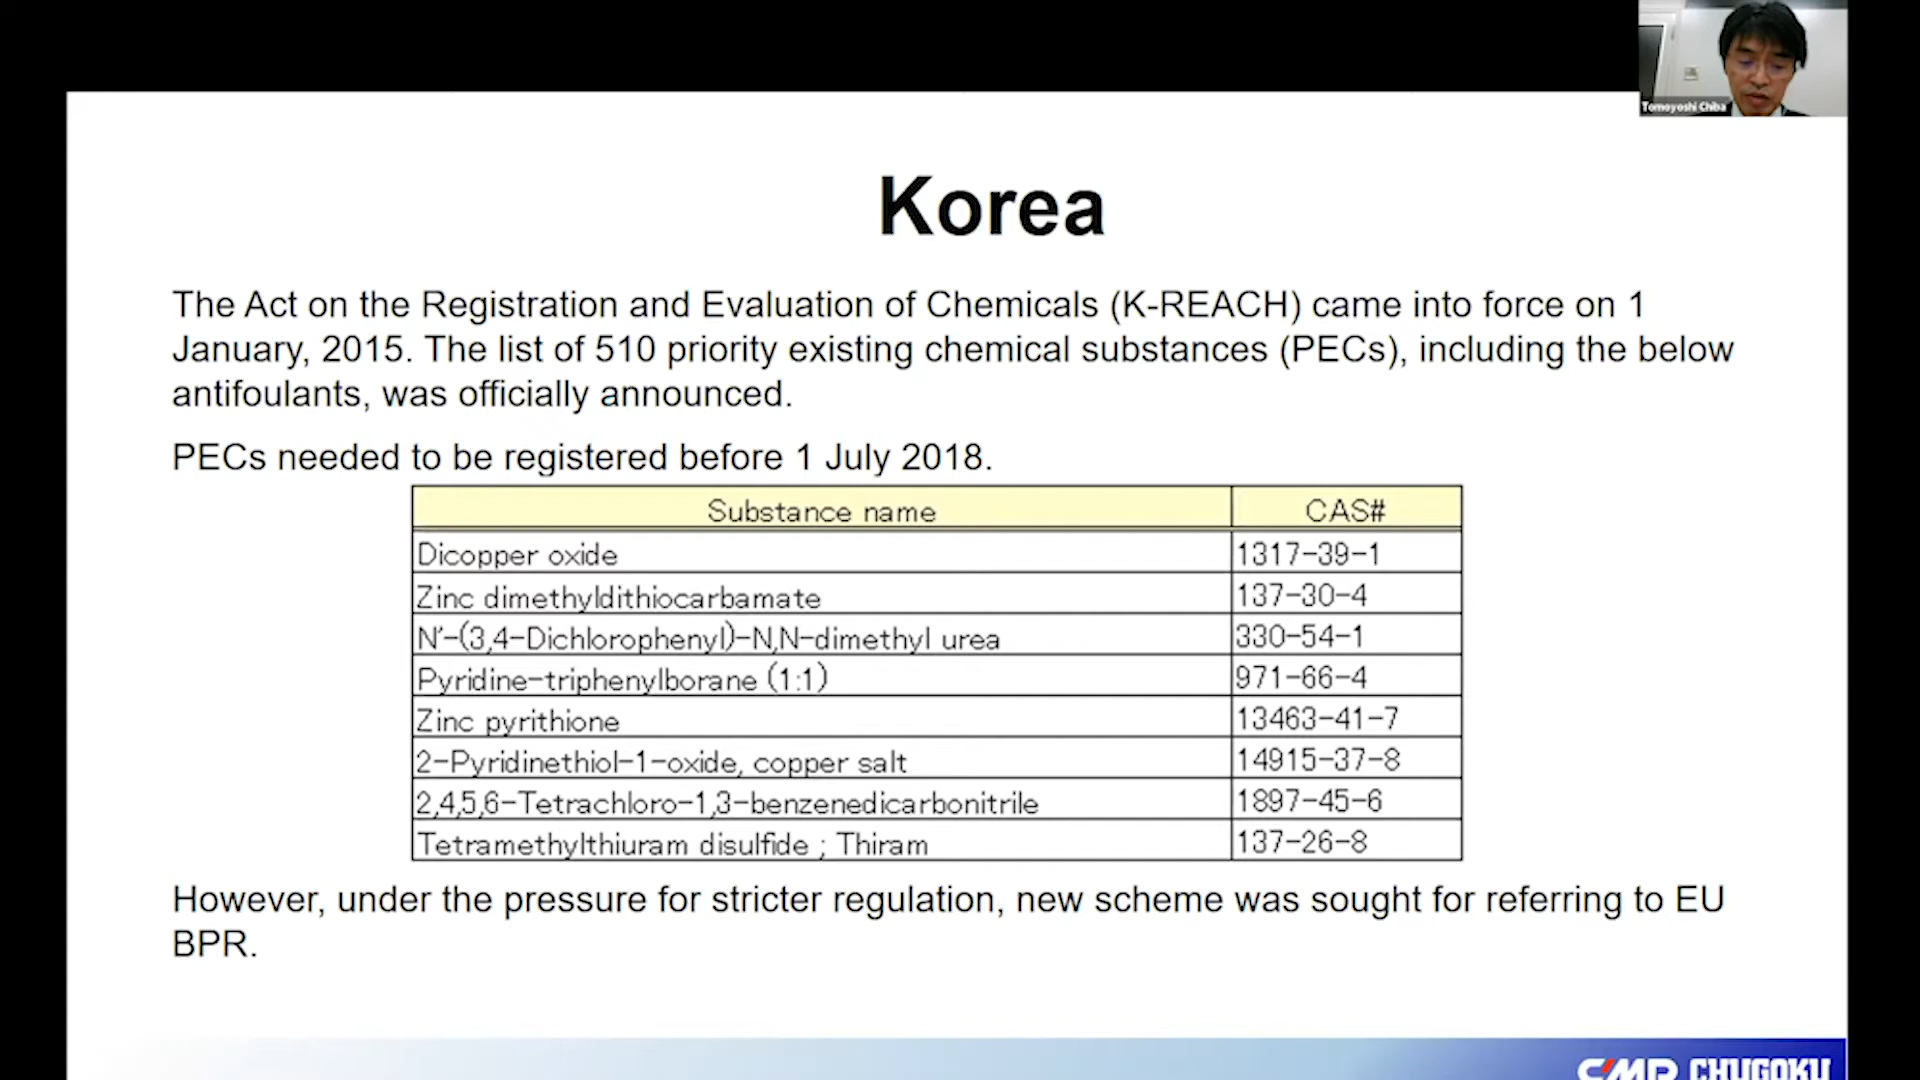 Tomoyoshi Chiba
Korea
The Act on the Registration and Evaluation of Chemicals (K-REACH) came into force on 1
January, 2015. The list of 510 priority existing chemical substances (PECs), including the below
antifoulants, was officially announced.
PECs needed to be registered before 1 July 2018.
Substance name CAS#
Dicopper oxide 1317-39-1
Zinc dimethyldithiocarbamate 137-30-4
N'-(3,4-Dichlorophenyl)-N,N-dimethyl urea 330-54-1
Pyridine-triphenylborane (1:1) 971-66-4
Zinc pyrithione 13463-41-7
2-Pyridinethiol-1-oxide, copper salt 14915-37-8
2,4,5,6-Tetrachloro-1,3-benzenedicarbonitrile 1897-45-6
Tetramethylthiuram disulfide ; Thiram 137-26-8
However, under the pressure for stricter regulation, new scheme was sought for referring to EU
BPR.
CMP CHUGOKU